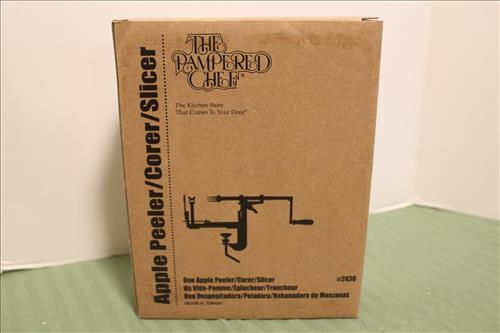 Apple Peeler/Corer/Slicer
THE
PAMPERED
CHEF®
The Kitchen Store
That Comes To Your Door®
One Apple Peeler/Corer/Slicer
Un Vide-Pomme/Éplucheur/Trancheur
Una Despepitadora/Peladora/Rebanadora de Manzanas
Made in Taiwan
#2430